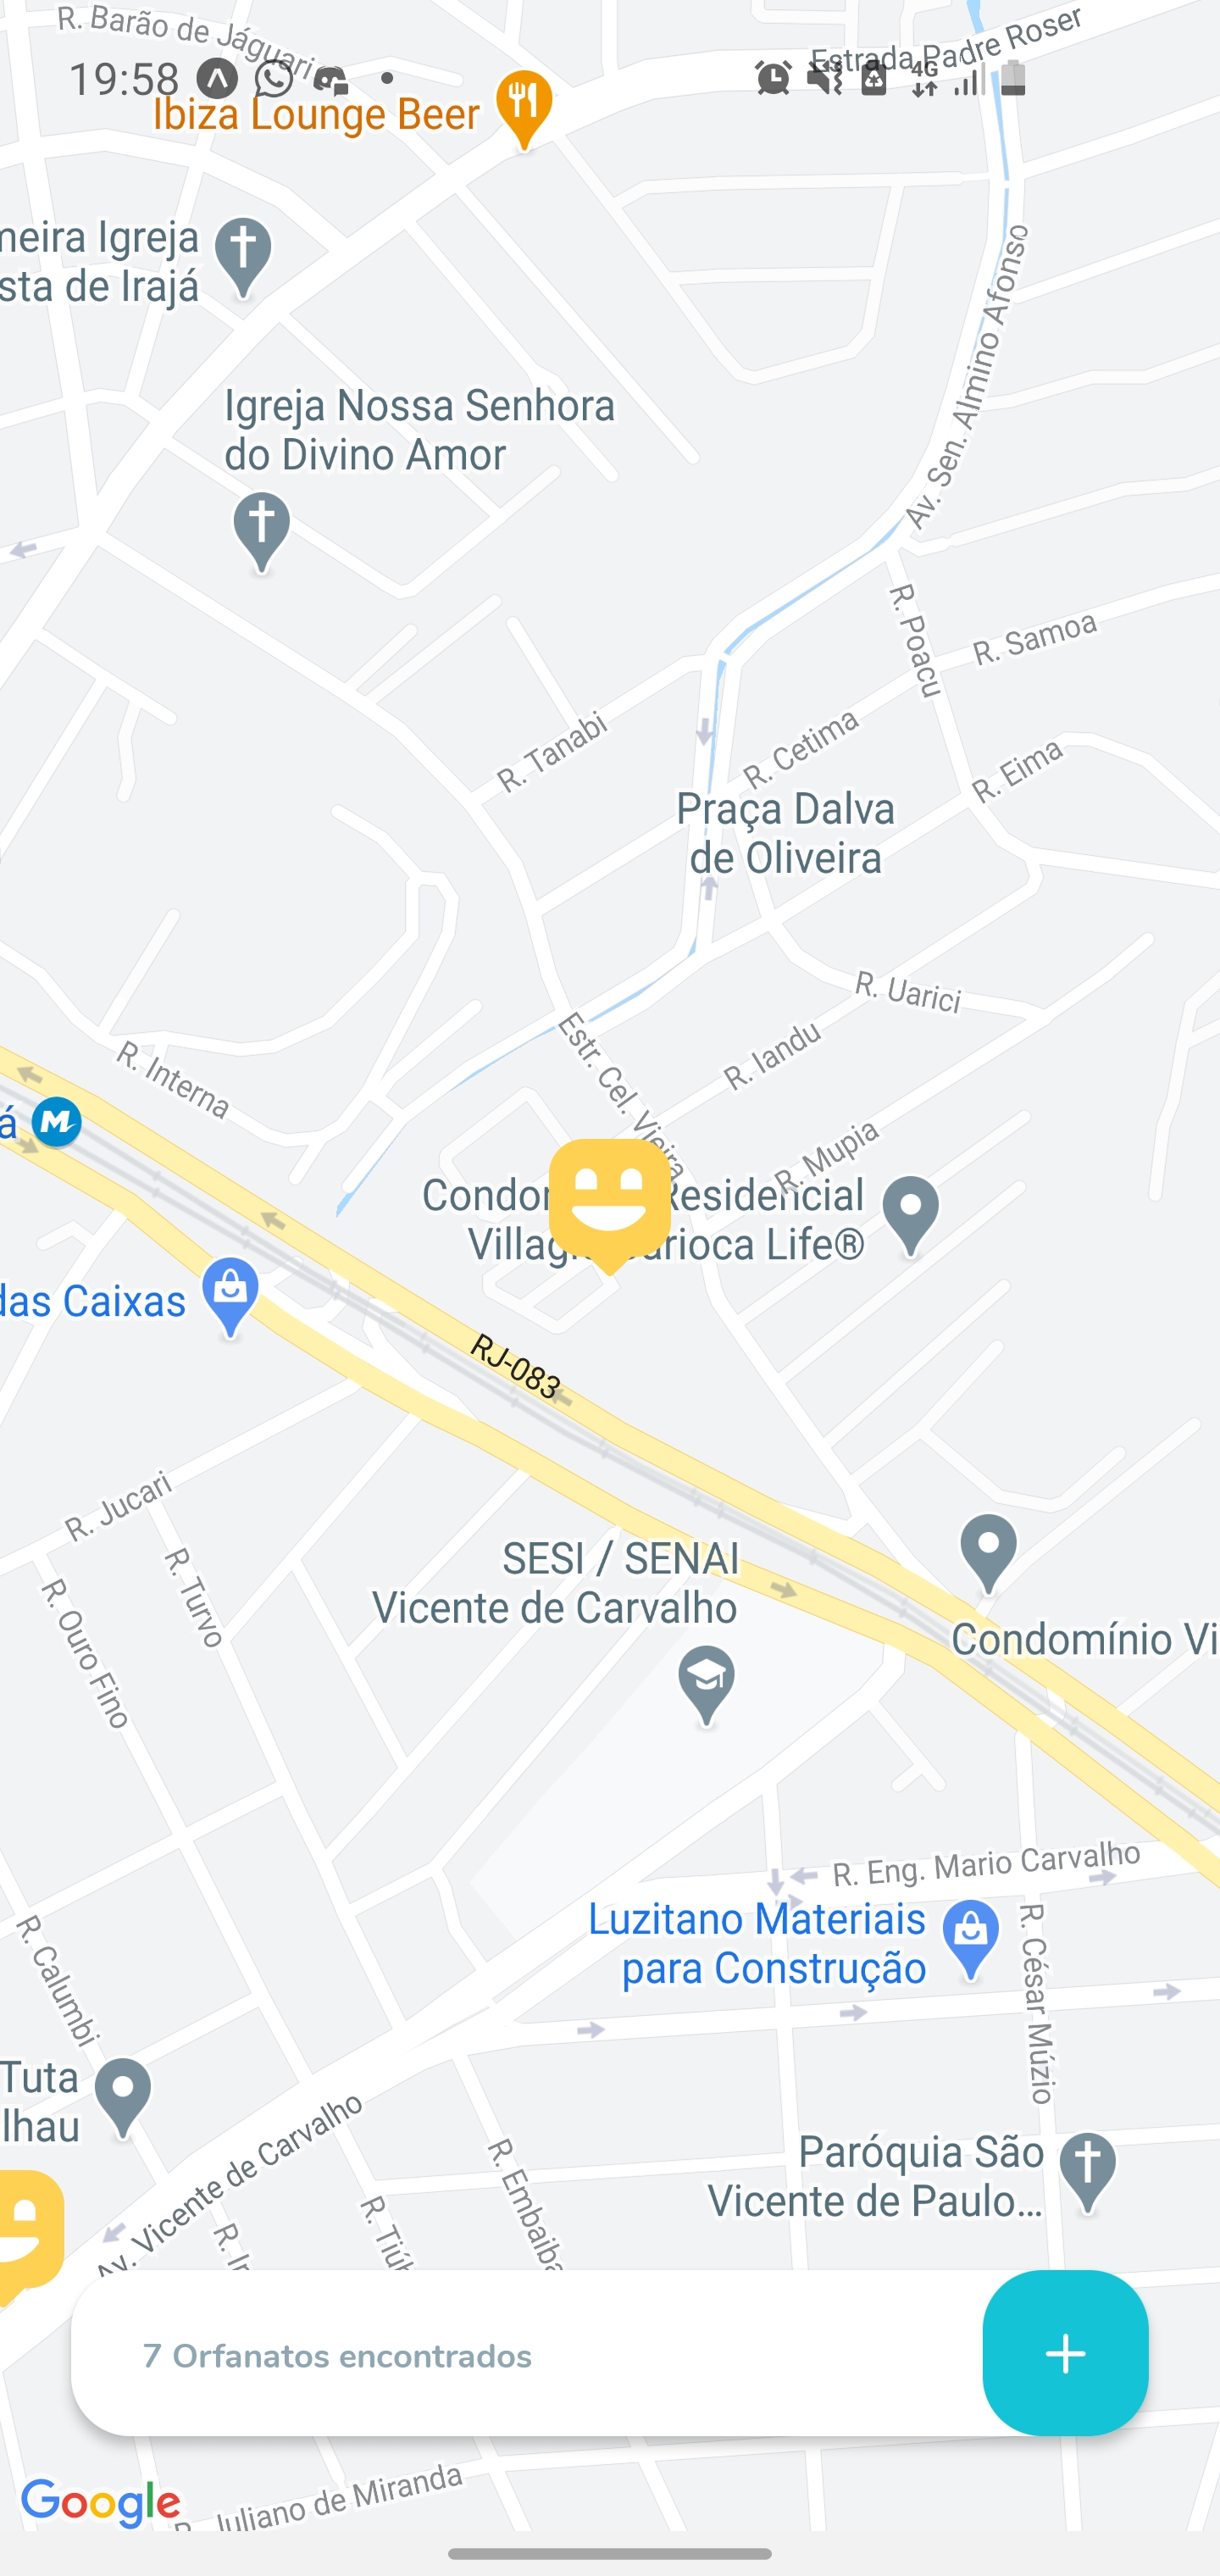 R. Barão de Jáguari
Estrada Padre Roser
19:58
4G
Ibiza Lounge Beer
meira Igreja
sta de Irajá
Av. Sen. Almino Afonso
Igreja Nossa Senhora
do Divino Amor
R. Poacu
R. Samoa
R. Tanabi
R. Cetima
R. Eima
Praça Dalva
de Oliveira
R. Uarici
R. Interna
Estr. Cel. Vieira
R. Iandu
á
R. Mupia
Residencial
Carioca Life®
das Caixas
RJ-083
R. Jucari
SESI / SENAI
Vicente de Carvalho
R. Turvo
R. Ouro Fino
Condomínio Vi
R. Eng. Mario Carvalho
Luzitano Materiais
para Construção
R. Calumbi
R. César Múzio
Tuta
lhau
Av. Vicente de Carvalho
Paróquia São
Vicente de Paulo...
R. Embaiba
7 Orfanatos encontrados
+
Google
Juliano de Miranda